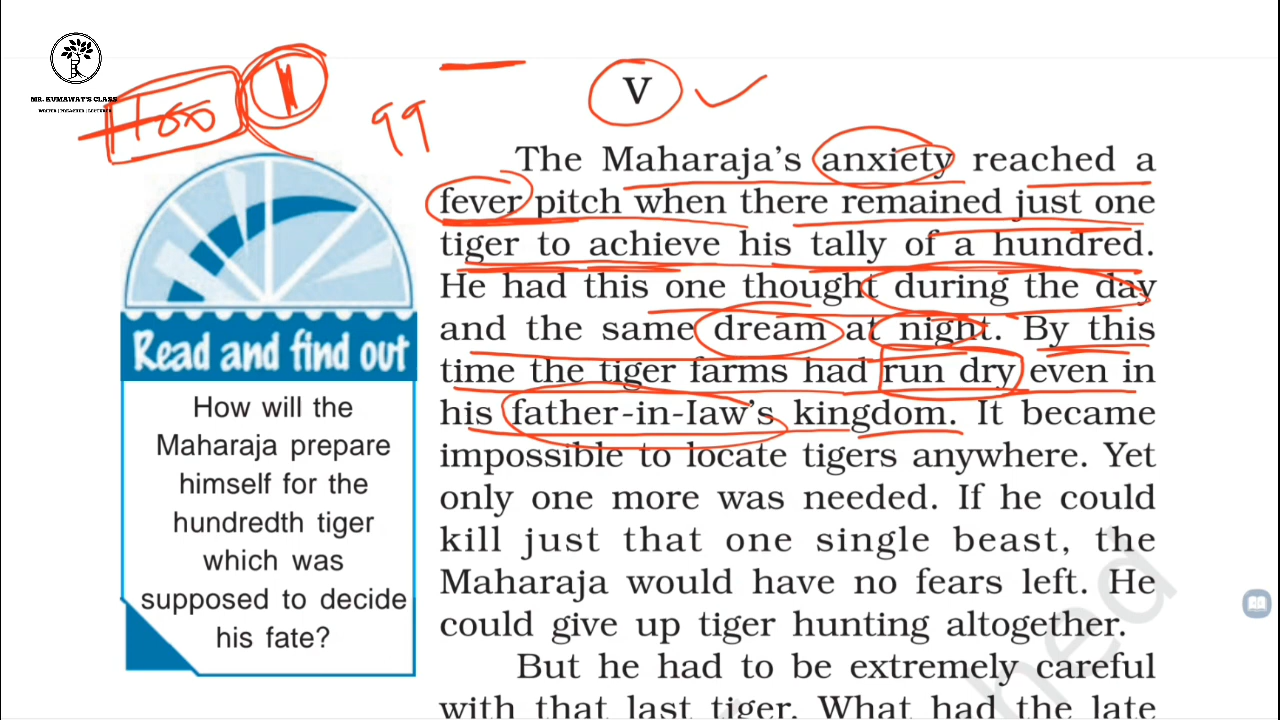 MR. KUMAWAT'S CLASS
100
1
99
V
The Maharaja's anxiety reached a
fever pitch when there remained just one
tiger to achieve his tally of a hundred.
He had this one thought during the day
and the same dream at night. By this
time the tiger farms had run dry even in
his father-in-Iaw's kingdom. It became
impossible to locate tigers anywhere. Yet
only one more was needed. If he could
kill just that one single beast, the
Maharaja would have no fears left. He
could give up tiger hunting altogether.
But he had to be extremely careful
with that last tiger. What had the late
Read and find out
How will the
Maharaja prepare
himself for the
hundredth tiger
which was
supposed to decide
his fate?
hed